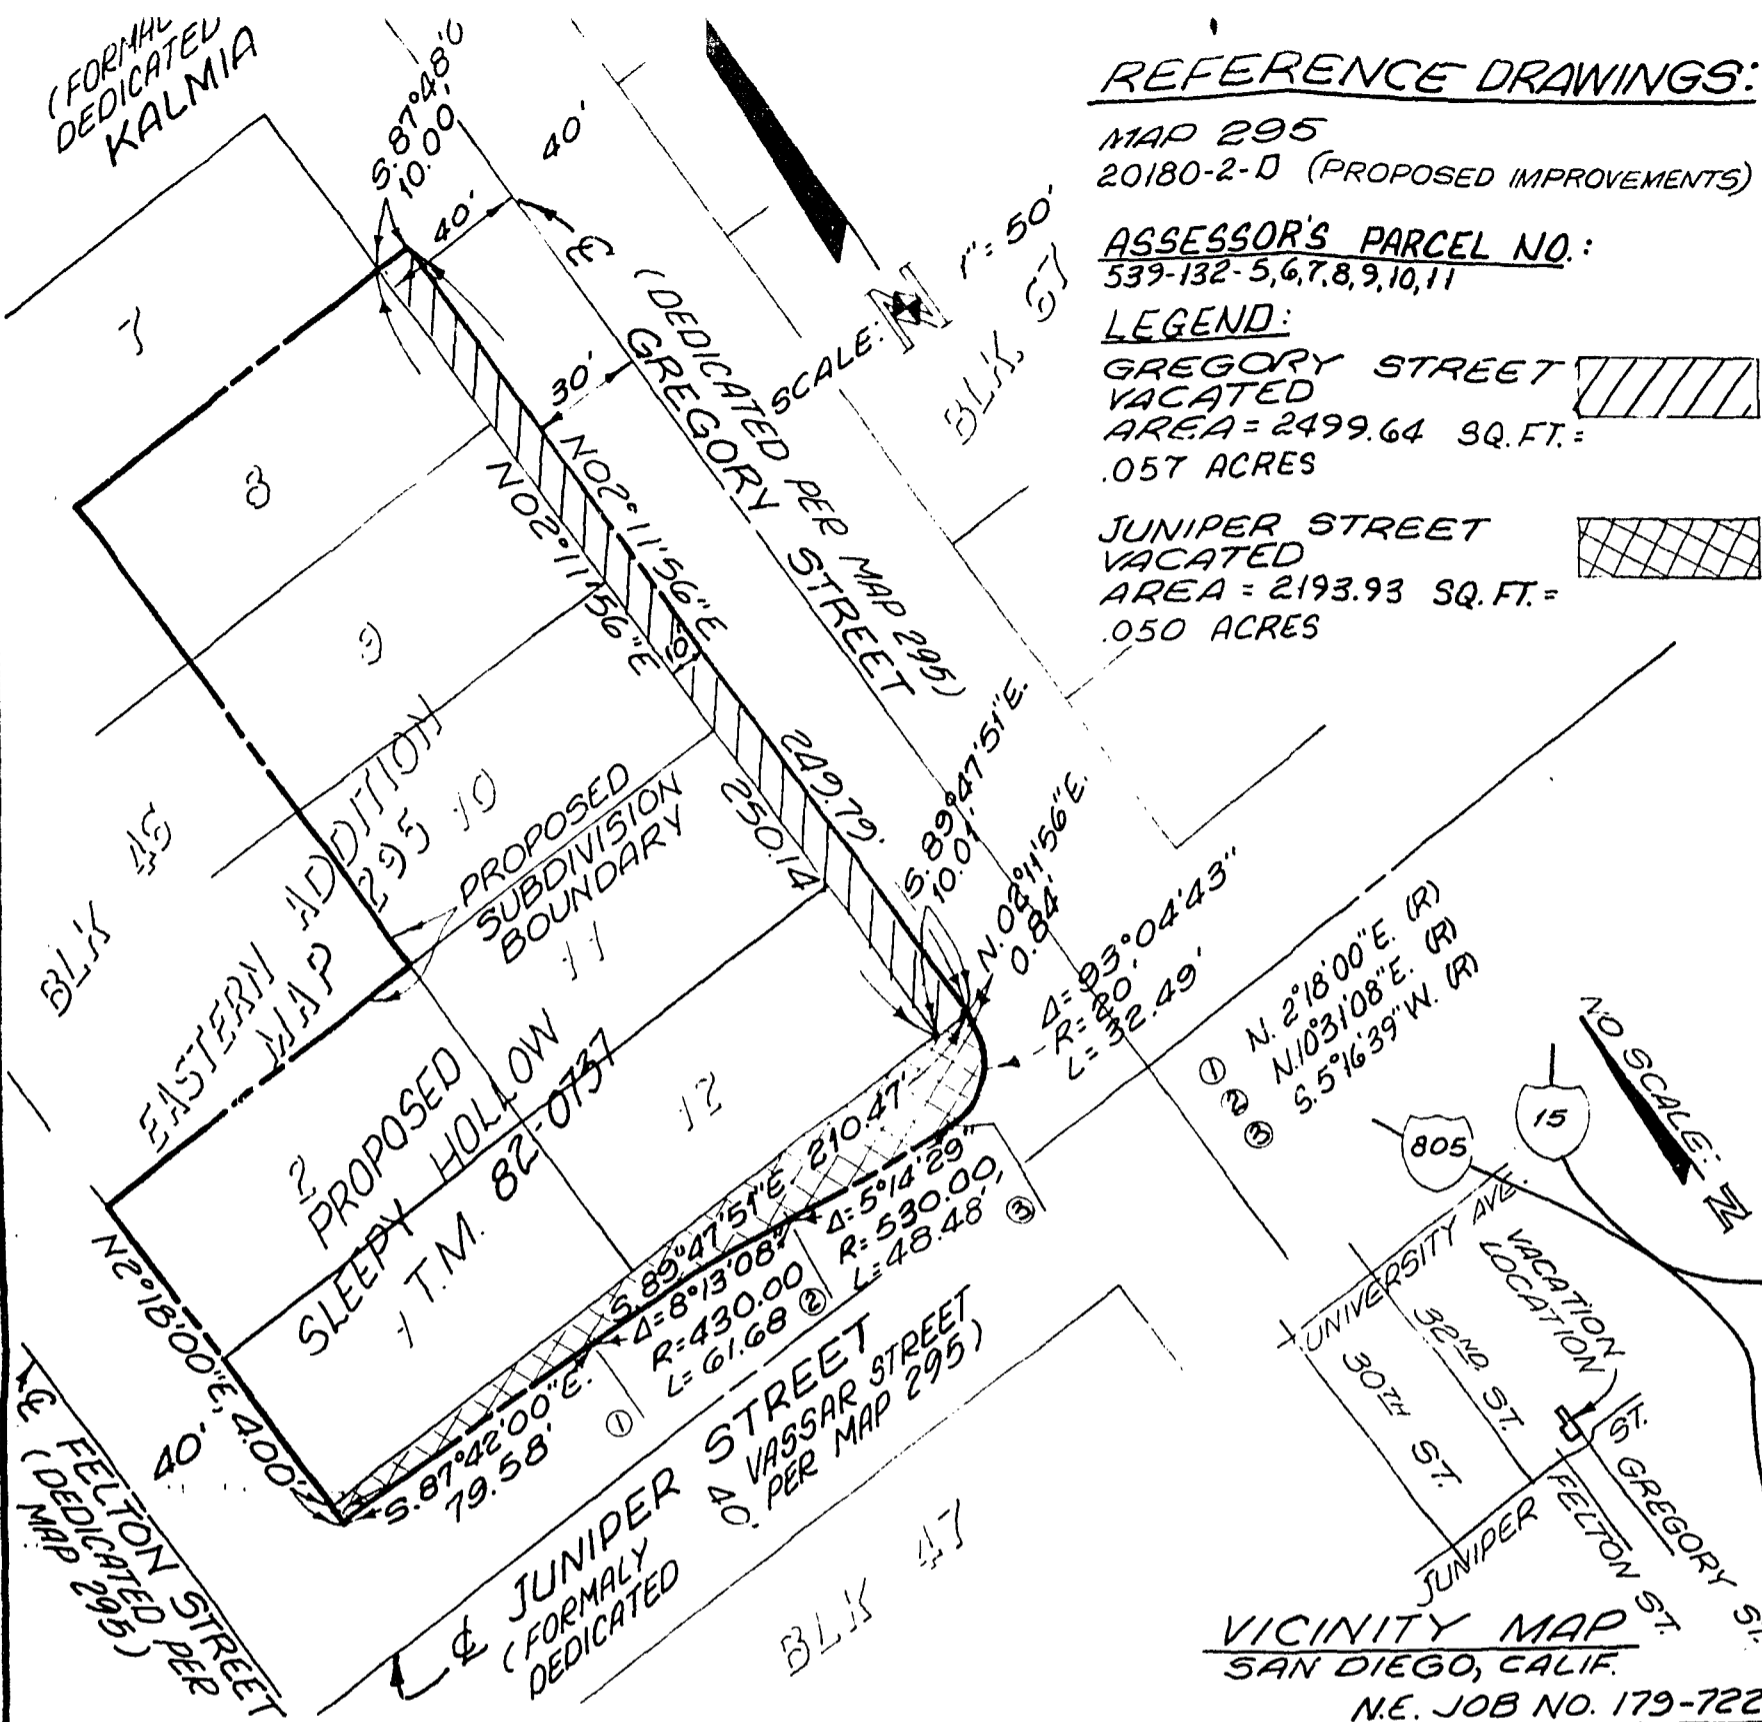 (FORMAL
DEDICATED
KALMIA
S.87°48'0
10.00'
40'
40'
30'
(DEDICATED PER MAP 295)
GREGORY STREET
SCALE: 1"= 50'
N
BLK 67
REFERENCE DRAWINGS:
MAP 295
20180-2-D (PROPOSED IMPROVEMENTS)
ASSESSOR'S PARCEL NO.:
539-132-5,6,7,8,9,10,11
LEGEND:
GREGORY STREET
VACATED
AREA = 2499.64 SQ. FT. =
.057 ACRES
JUNIPER STREET
VACATED
AREA = 2193.93 SQ. FT. =
.050 ACRES
7
8
9
10
11
12
N02°11'56"E
249.79'
N02°11'56"E
250.14
10'
BLK 46
EASTERN ADDITION
MAP 295
PROPOSED
SUBDIVISION
BOUNDARY
S.89°47'51"E.
10.01'
N.02°11'56"E.
0.84'
Δ=93°04'43"
R=20'
L=32.49'
① N. 2°18'00"E. (R)
② N.10°31'08"E. (R)
③ S.5°16'39"W. (R)
2
PROPOSED
SLEEPY HOLLOW
1 T.M. 82-0737
S.89°47'51"E. 210.47'
Δ=5°14'29"
R=530.00'
L=48.48' ③
Δ=8°13'08"
R=430.00
L=61.68 ②
S.87°42'00"E.
79.58'
①
N2°18'00"E, 4.00'
40'
℄ FELTON STREET
(DEDICATED PER
MAP 295)
℄ JUNIPER STREET
(FORMALY VASSAR STREET
DEDICATED PER MAP 295)
40'
BLK 47
NO SCALE: N
805
15
UNIVERSITY AVE.
VACATION
LOCATION
32ND. ST.
30TH ST.
JUNIPER ST.
FELTON ST.
GREGORY ST.
VICINITY MAP
SAN DIEGO, CALIF.
N.E. JOB NO. 179-722